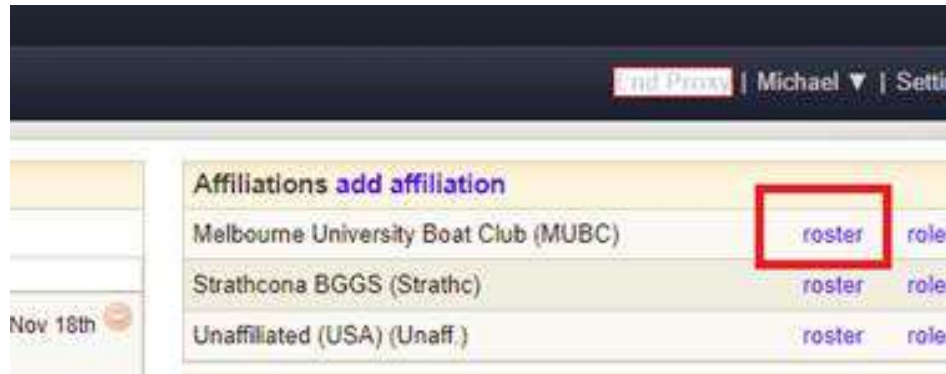 End Proxy | Michael ▼ | Setti
Affiliations add affiliation
Melbourne University Boat Club (MUBC) roster role
Strathcona BGGS (Strathc) roster role
Nov 18th
Unaffiliated (USA) (Unaff.) roster role